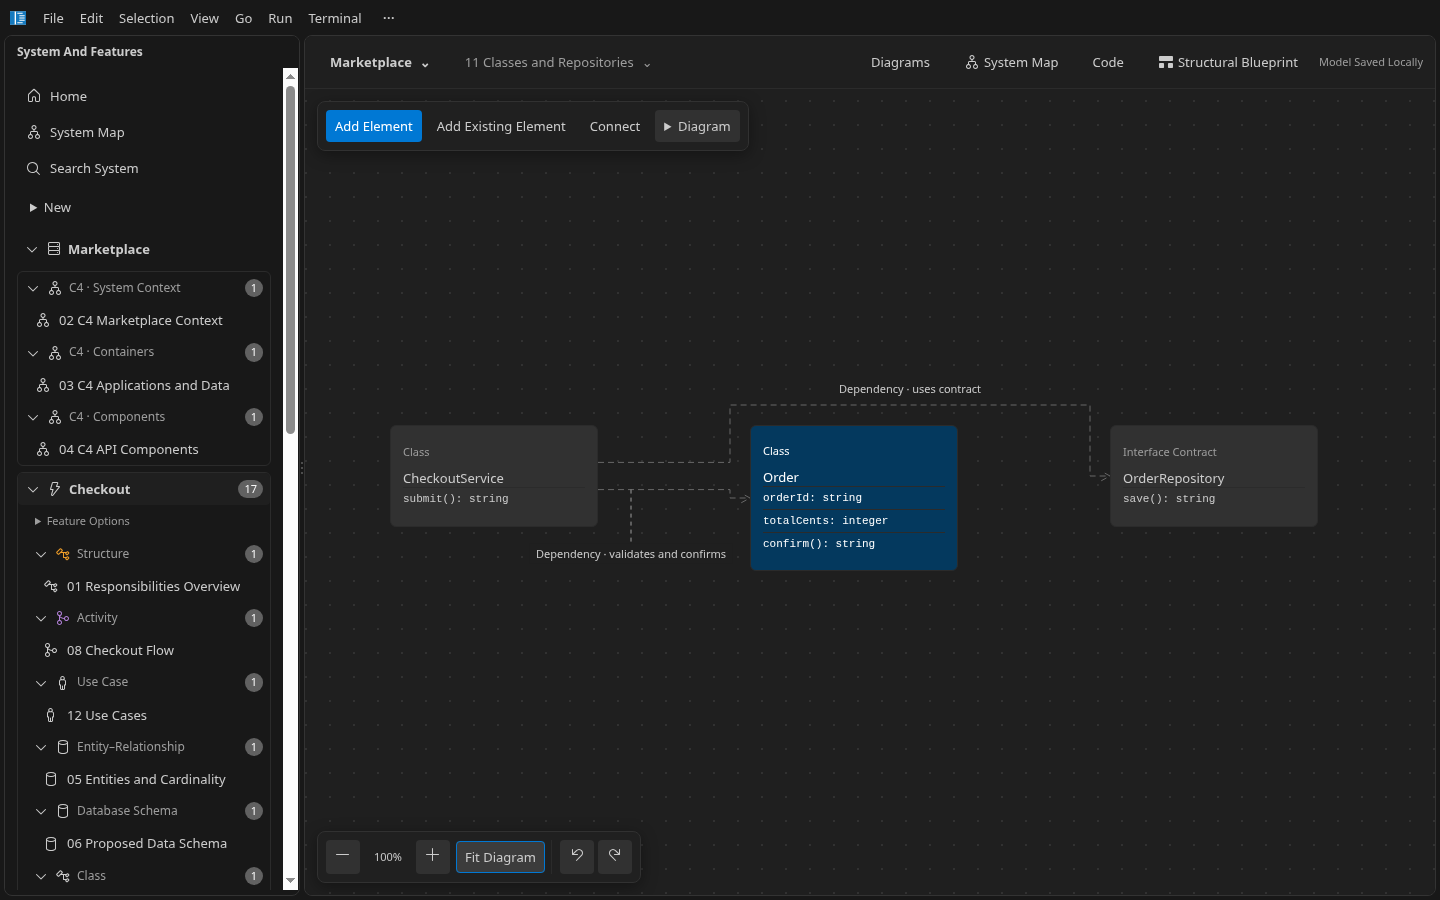 File Edit Selection View Go Run Terminal ···
System And Features
Home
System Map
Search System
New
Marketplace
C4 · System Context 1
02 C4 Marketplace Context
C4 · Containers 1
03 C4 Applications and Data
C4 · Components 1
04 C4 API Components
Checkout 17
Feature Options
Structure 1
01 Responsibilities Overview
Activity 1
08 Checkout Flow
Use Case 1
12 Use Cases
Entity–Relationship 1
05 Entities and Cardinality
Database Schema 1
06 Proposed Data Schema
Class 1
Marketplace 11 Classes and Repositories Diagrams System Map Code Structural Blueprint Model Saved Locally
Add Element Add Existing Element Connect Diagram
Dependency · uses contract
Class
CheckoutService
submit(): string
Class
Order
orderId: string
totalCents: integer
confirm(): string
Interface Contract
OrderRepository
save(): string
Dependency · validates and confirms
100% Fit Diagram